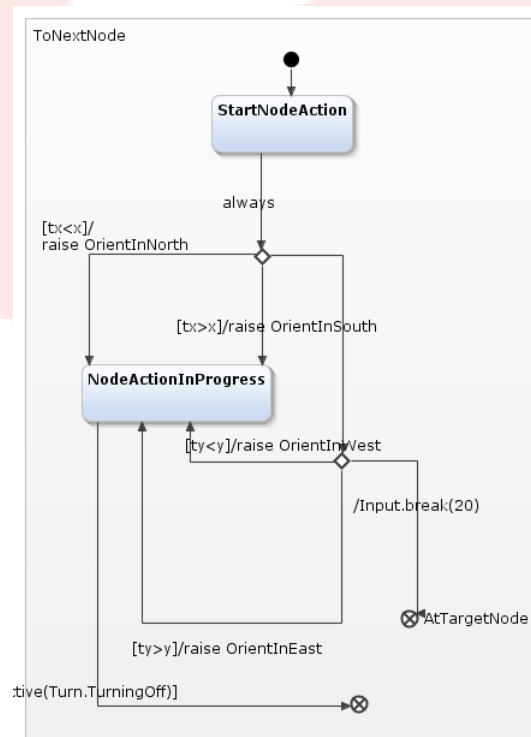 ToNextNode
StartNodeAction
always
[tx<x]/
raise OrientInNorth
[tx>x]/raise OrientInSouth
NodeActionInProgress
[ty<y]/raise OrientInWest
/Input.break(20)
AtTargetNode
[ty>y]/raise OrientInEast
ctive(Turn.TurningOff)]